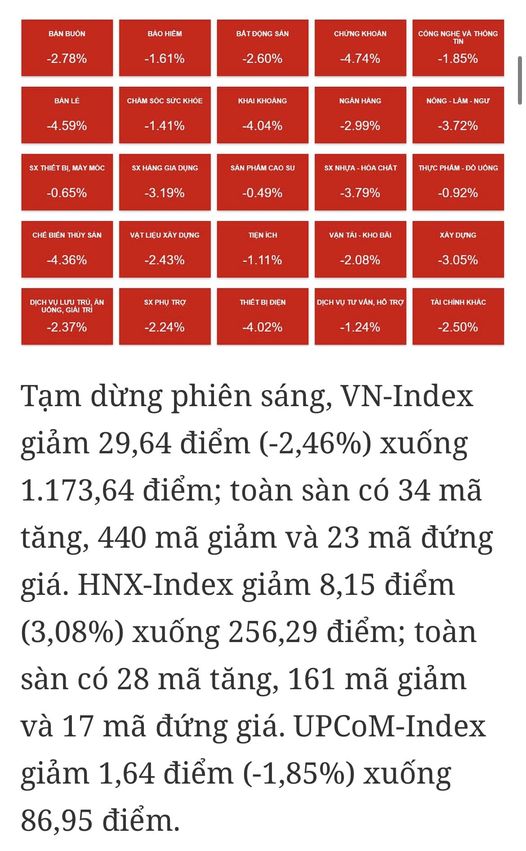 BÁN BUÔN
-2.78%
BẢO HIỂM
-1.61%
BẤT ĐỘNG SẢN
-2.60%
CHỨNG KHOÁN
-4.74%
CÔNG NGHỆ VÀ THÔNG
TIN
-1.85%
BÁN LẺ
-4.59%
CHĂM SÓC SỨC KHỎE
-1.41%
KHAI KHOÁNG
-4.04%
NGÂN HÀNG
-2.99%
NÔNG - LÂM - NGƯ
-3.72%
SX THIẾT BỊ, MÁY MÓC
-0.65%
SX HÀNG GIA DỤNG
-3.19%
SẢN PHẨM CAO SU
-0.49%
SX NHỰA - HÓA CHẤT
-3.79%
THỰC PHẨM - ĐỒ UỐNG
-0.92%
CHẾ BIẾN THỦY SẢN
-4.36%
VẬT LIỆU XÂY DỰNG
-2.43%
TIỆN ÍCH
-1.11%
VẬN TẢI - KHO BÃI
-2.08%
XÂY DỰNG
-3.05%
DỊCH VỤ LƯU TRÚ, ĂN
UỐNG, GIẢI TRÍ
-2.37%
SX PHỤ TRỢ
-2.24%
THIẾT BỊ ĐIỆN
-4.02%
DỊCH VỤ TƯ VẤN, HỖ TRỢ
-1.24%
TÀI CHÍNH KHÁC
-2.50%
Tạm dừng phiên sáng, VN-Index
giảm 29,64 điểm (-2,46%) xuống
1.173,64 điểm; toàn sàn có 34 mã
tăng, 440 mã giảm và 23 mã đứng
giá. HNX-Index giảm 8,15 điểm
(3,08%) xuống 256,29 điểm; toàn
sàn có 28 mã tăng, 161 mã giảm
và 17 mã đứng giá. UPCoM-Index
giảm 1,64 điểm (-1,85%) xuống
86,95 điểm.